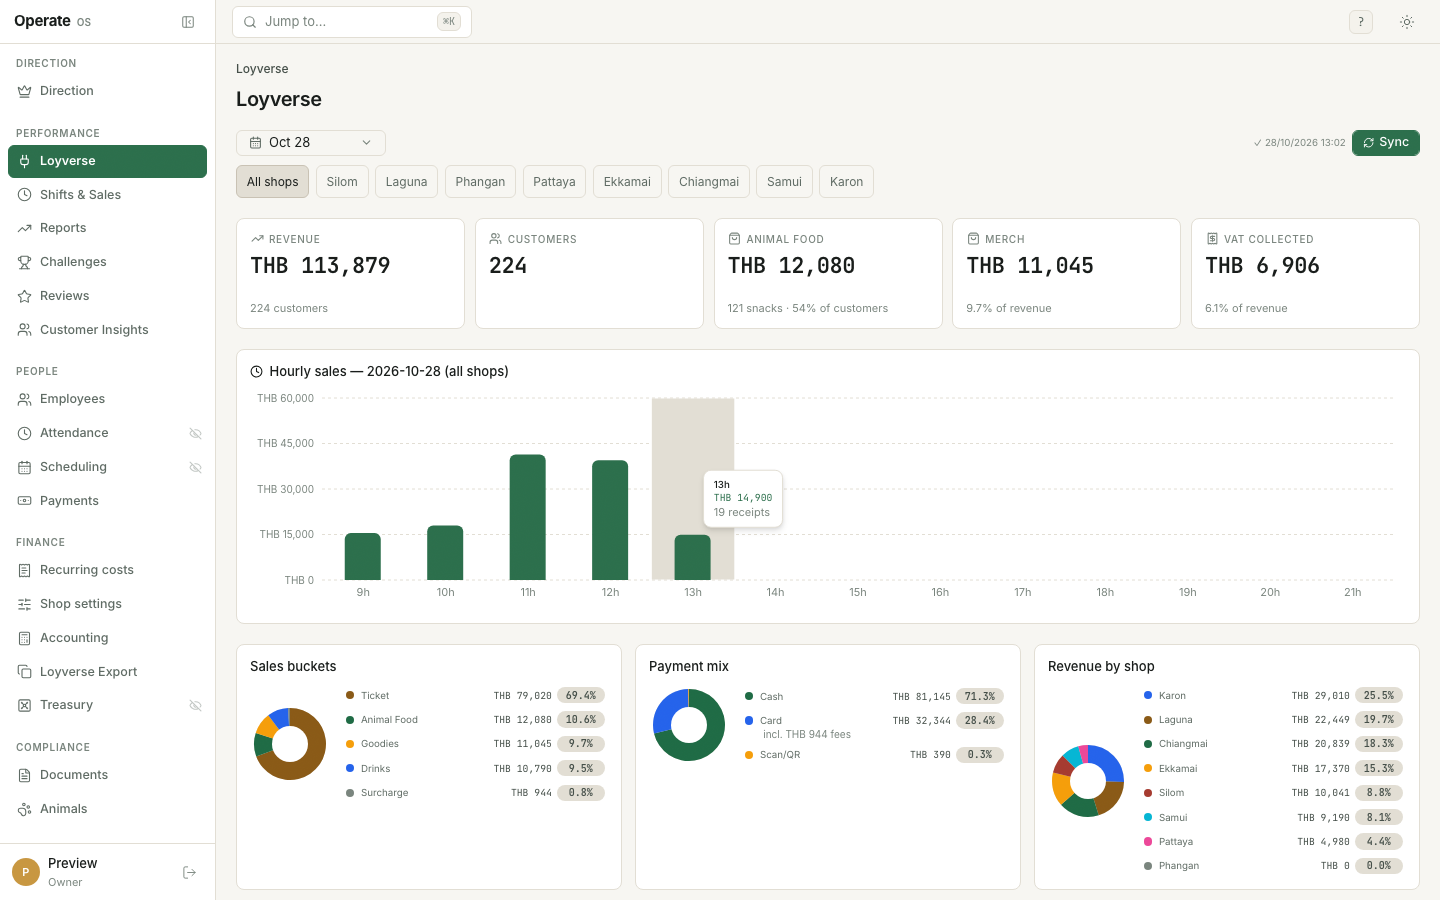 Operate OS
Jump to...
⌘K
?
DIRECTION
Direction
PERFORMANCE
Loyverse
Shifts & Sales
Reports
Challenges
Reviews
Customer Insights
PEOPLE
Employees
Attendance
Scheduling
Payments
FINANCE
Recurring costs
Shop settings
Accounting
Loyverse Export
Treasury
COMPLIANCE
Documents
Animals
P
Preview
Owner
Loyverse
Loyverse
Oct 28
28/10/2026 13:02
Sync
All shops Silom Laguna Phangan Pattaya Ekkamai Chiangmai Samui Karon
REVENUE
THB 113,879
224 customers
CUSTOMERS
224
ANIMAL FOOD
THB 12,080
121 snacks · 54% of customers
MERCH
THB 11,045
9.7% of revenue
VAT COLLECTED
THB 6,906
6.1% of revenue
Hourly sales — 2026-10-28 (all shops)
THB 60,000
THB 45,000
THB 30,000
THB 15,000
THB 0
13h
THB 14,900
19 receipts
9h 10h 11h 12h 13h 14h 15h 16h 17h 18h 19h 20h 21h
Sales buckets
Ticket THB 79,020 69.4%
Animal Food THB 12,080 10.6%
Goodies THB 11,045 9.7%
Drinks THB 10,790 9.5%
Surcharge THB 944 0.8%
Payment mix
Cash THB 81,145 71.3%
Card THB 32,344 28.4%
incl. THB 944 fees
Scan/QR THB 390 0.3%
Revenue by shop
Karon THB 29,010 25.5%
Laguna THB 22,449 19.7%
Chiangmai THB 20,839 18.3%
Ekkamai THB 17,370 15.3%
Silom THB 10,041 8.8%
Samui THB 9,190 8.1%
Pattaya THB 4,980 4.4%
Phangan THB 0 0.0%